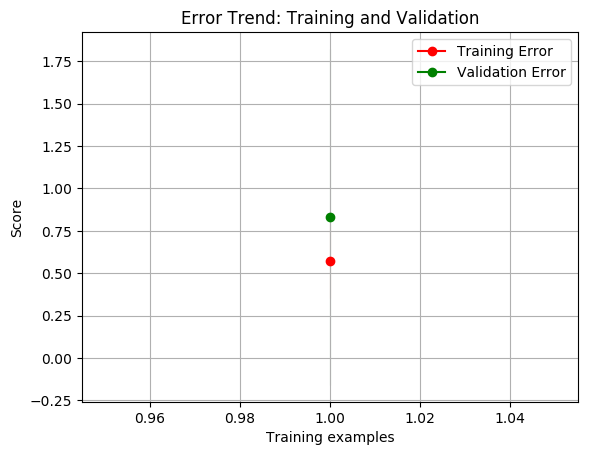 Error Trend: Training and Validation
Training Error
Validation Error
1.75
1.50
1.25
1.00
0.75
0.50
0.25
0.00
−0.25
Score
0.96 0.98 1.00 1.02 1.04
Training examples